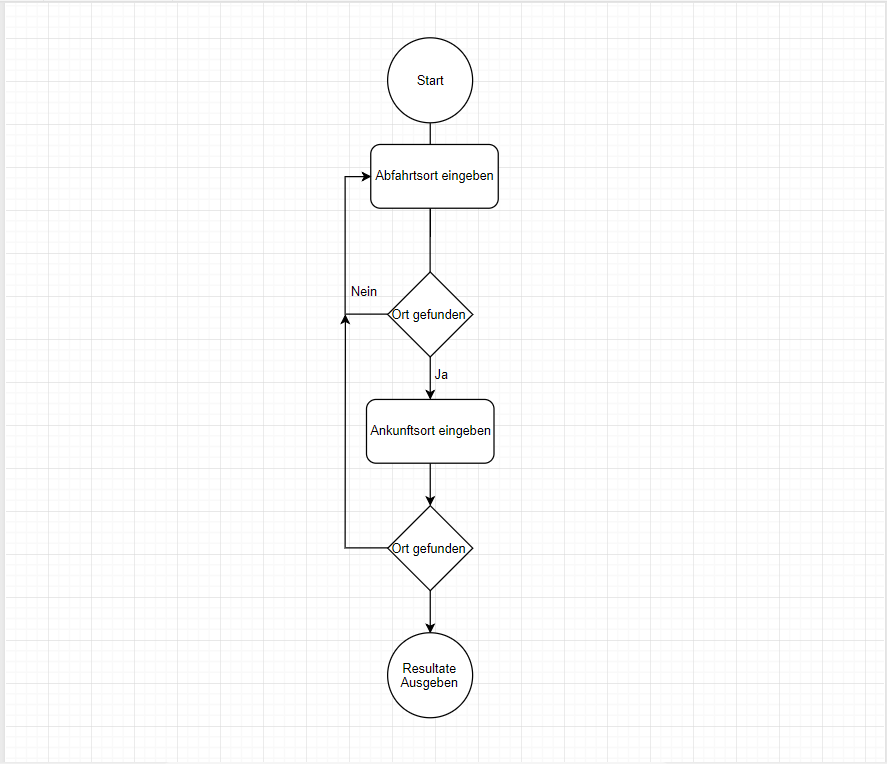 Start
Abfahrtsort eingeben
Nein
Ort gefunden
Ja
Ankunftsort eingeben
Ort gefunden
Resultate
Ausgeben